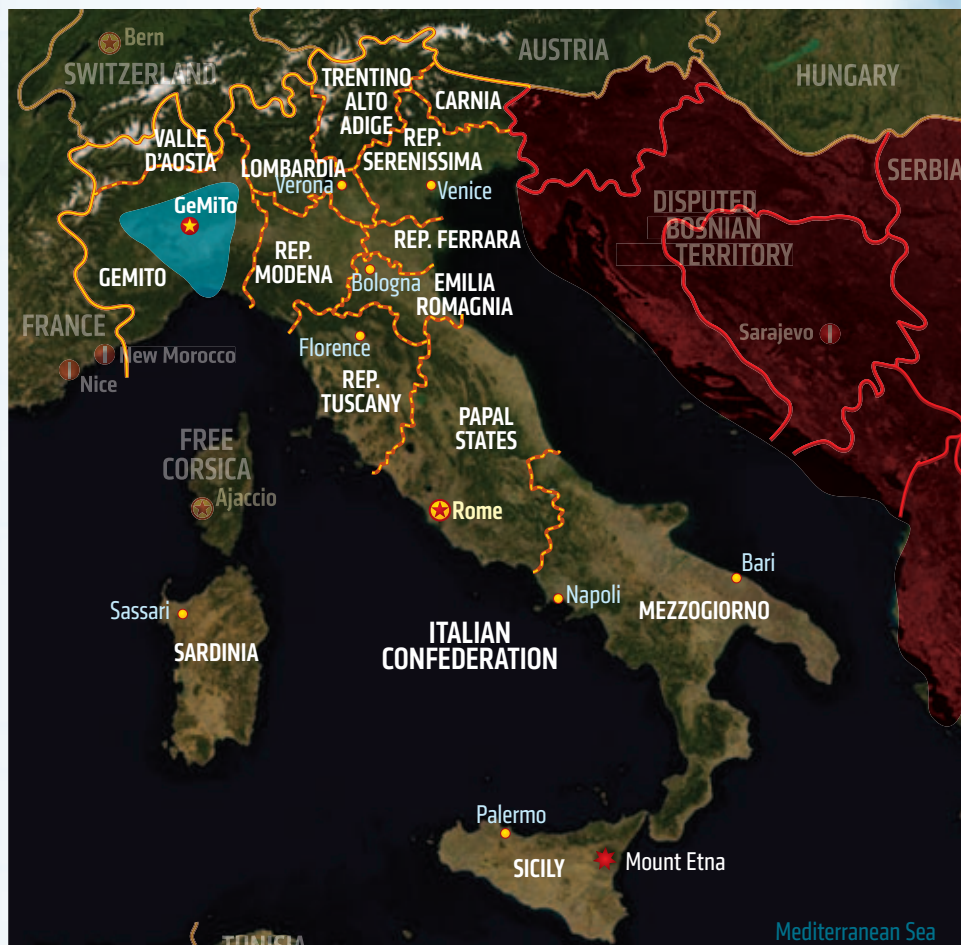 Bern
SWITZERLAND
AUSTRIA
HUNGARY
TRENTINO
ALTO
ADIGE
CARNIA
VALLE
D'AOSTA
REP.
SERENISSIMA
LOMBARDIA
SERBIA
Verona
Venice
DISPUTED
BOSNIAN
TERRITORY
GeMiTo
REP. FERRARA
REP.
MODENA
GEMITO
Bologna
EMILIA
ROMAGNIA
FRANCE
New Morocco
Nice
Florence
Sarajevo
REP.
TUSCANY
PAPAL
STATES
FREE
CORSICA
Ajaccio
Rome
Bari
Napoli
Sassari
MEZZOGIORNO
SARDINIA
ITALIAN
CONFEDERATION
Palermo
SICILY
Mount Etna
Mediterranean Sea
TUNISIA